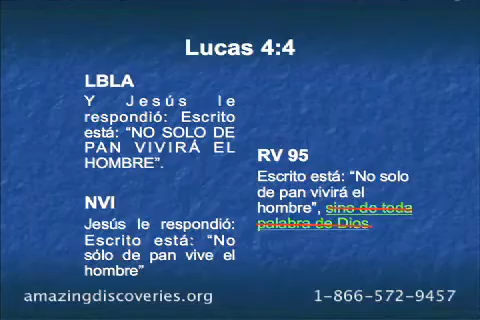 Lucas 4:4
LBLA
Y Jesús le
respondió: Escrito
está: “NO SOLO DE
PAN VIVIRÁ EL
HOMBRE”.
NVI
Jesús le respondió:
Escrito está: “No
sólo de pan vive el
hombre”
RV 95
Escrito está: “No solo
de pan vivirá el
hombre”, sino de toda
palabra de Dios.
amazingdiscoveries.org
1-866-572-9457